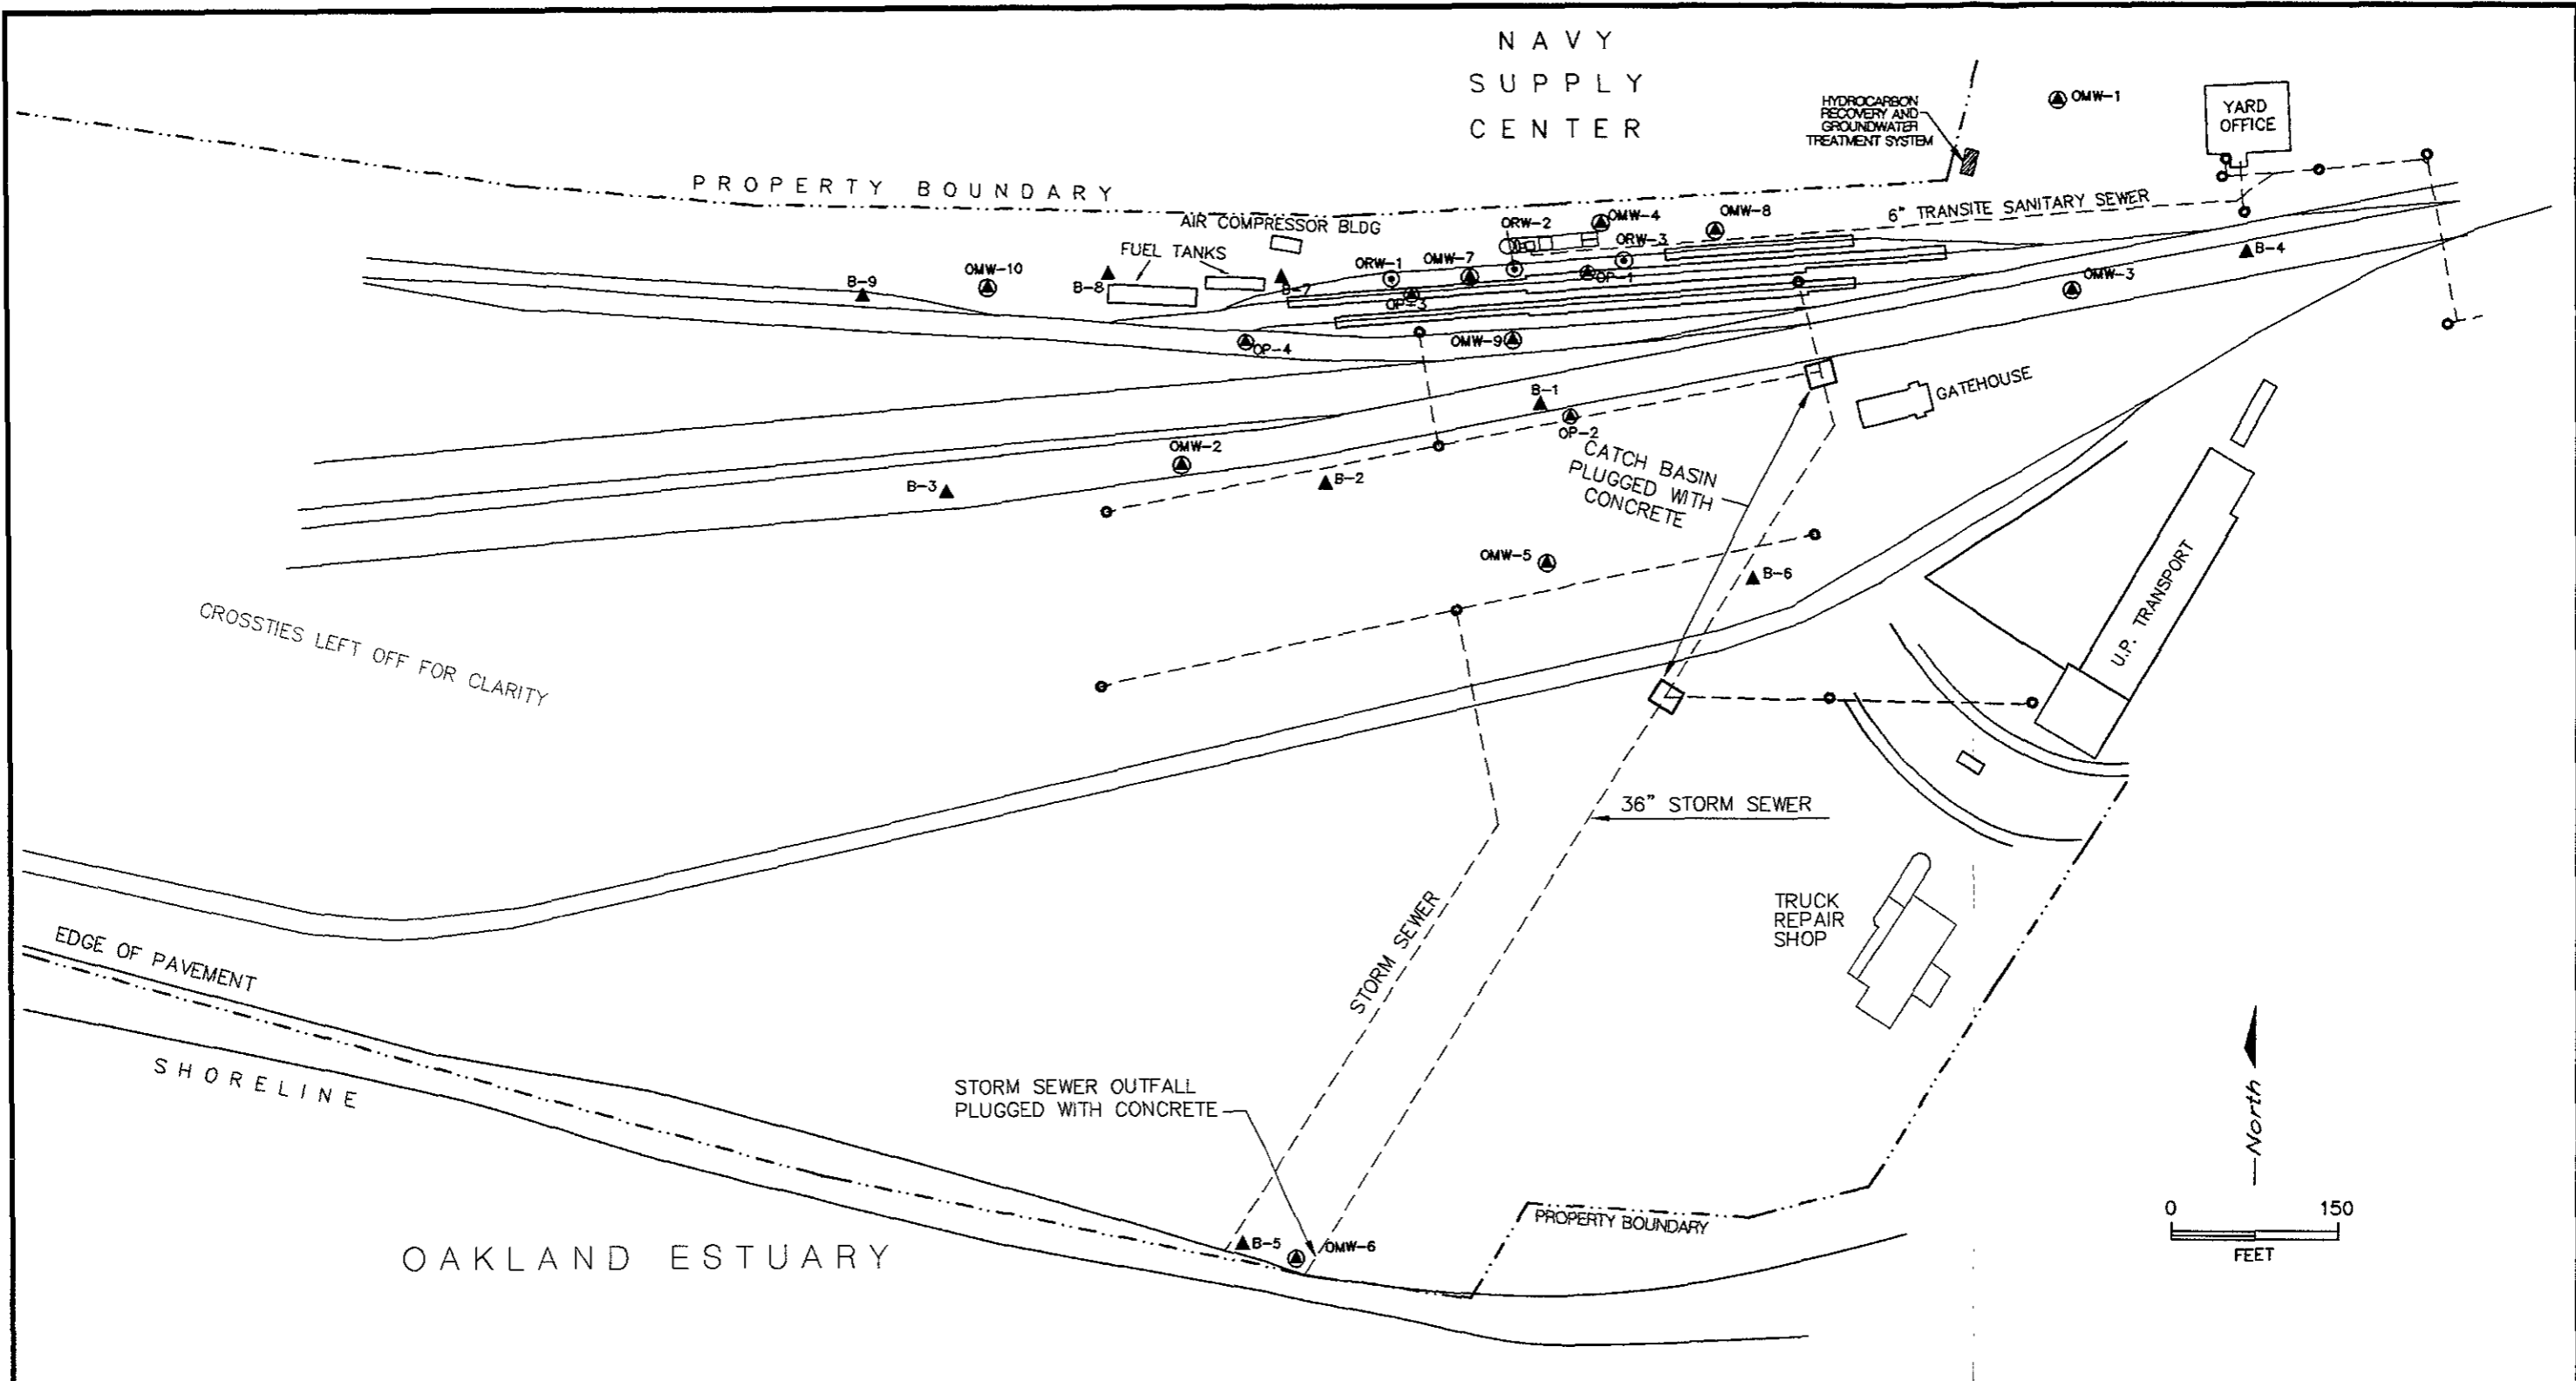 NAVY
SUPPLY
CENTER
HYDROCARBON
RECOVERY AND
GROUNDWATER
TREATMENT SYSTEM
OMW-1
YARD
OFFICE
PROPERTY BOUNDARY
AIR COMPRESSOR BLDG
FUEL TANKS
ORW-2
OMW-4
OMW-8
6" TRANSITE SANITARY SEWER
ORW-3
B-4
B-9
OMW-10
B-8
B-7
ORW-1
OMW-7
OP-1
OP-3
OMW-3
OP-4
OMW-9
GATEHOUSE
B-1
OP-2
OMW-2
B-3
B-2
CATCH BASIN
PLUGGED WITH
CONCRETE
OMW-5
B-6
U.P. TRANSPORT
CROSSTIES LEFT OFF FOR CLARITY
36" STORM SEWER
STORM SEWER
TRUCK
REPAIR
SHOP
EDGE OF PAVEMENT
SHORELINE
STORM SEWER OUTFALL
PLUGGED WITH CONCRETE
North
0 150
FEET
PROPERTY BOUNDARY
B-5
OMW-6
OAKLAND ESTUARY